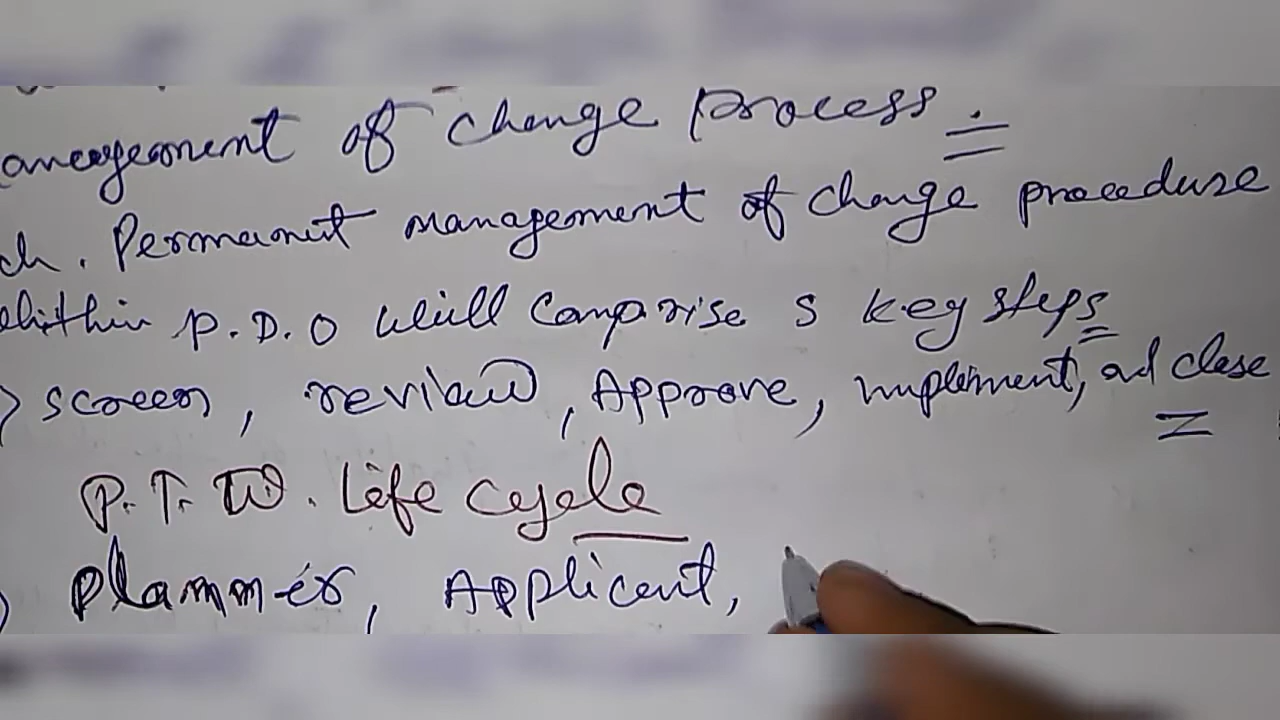 anagement of change process :
ch. Permanent management of change procedure
Within P.D.O will comprise 5 key steps
screen, review, Approve, implement, ad close
P.T.W. Life cycle
Planner, Applicant,